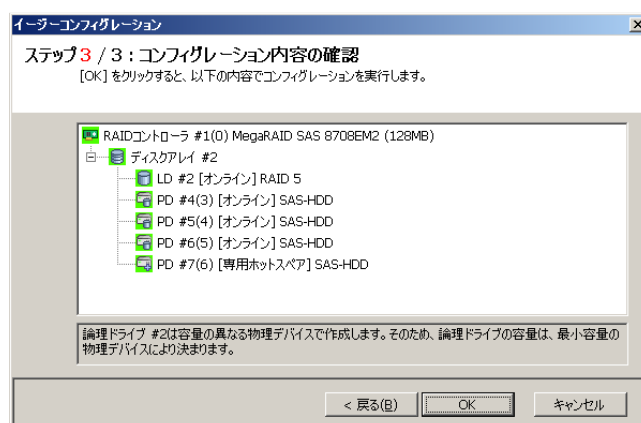 イージーコンフィグレーション
ステップ3 / 3 : コンフィグレーション内容の確認
[OK] をクリックすると、以下の内容でコンフィグレーションを実行します。
RAIDコントローラ #1(0) MegaRAID SAS 8708EM2 (128MB)
ディスクアレイ #2
LD #2 [オンライン] RAID 5
PD #4(3) [オンライン] SAS-HDD
PD #5(4) [オンライン] SAS-HDD
PD #6(5) [オンライン] SAS-HDD
PD #7(6) [専用ホットスペア] SAS-HDD
論理ドライブ #2は容量の異なる物理デバイスで作成します。そのため、論理ドライブの容量は、最小容量の
物理デバイスにより決まります。
< 戻る(B) OK キャンセル